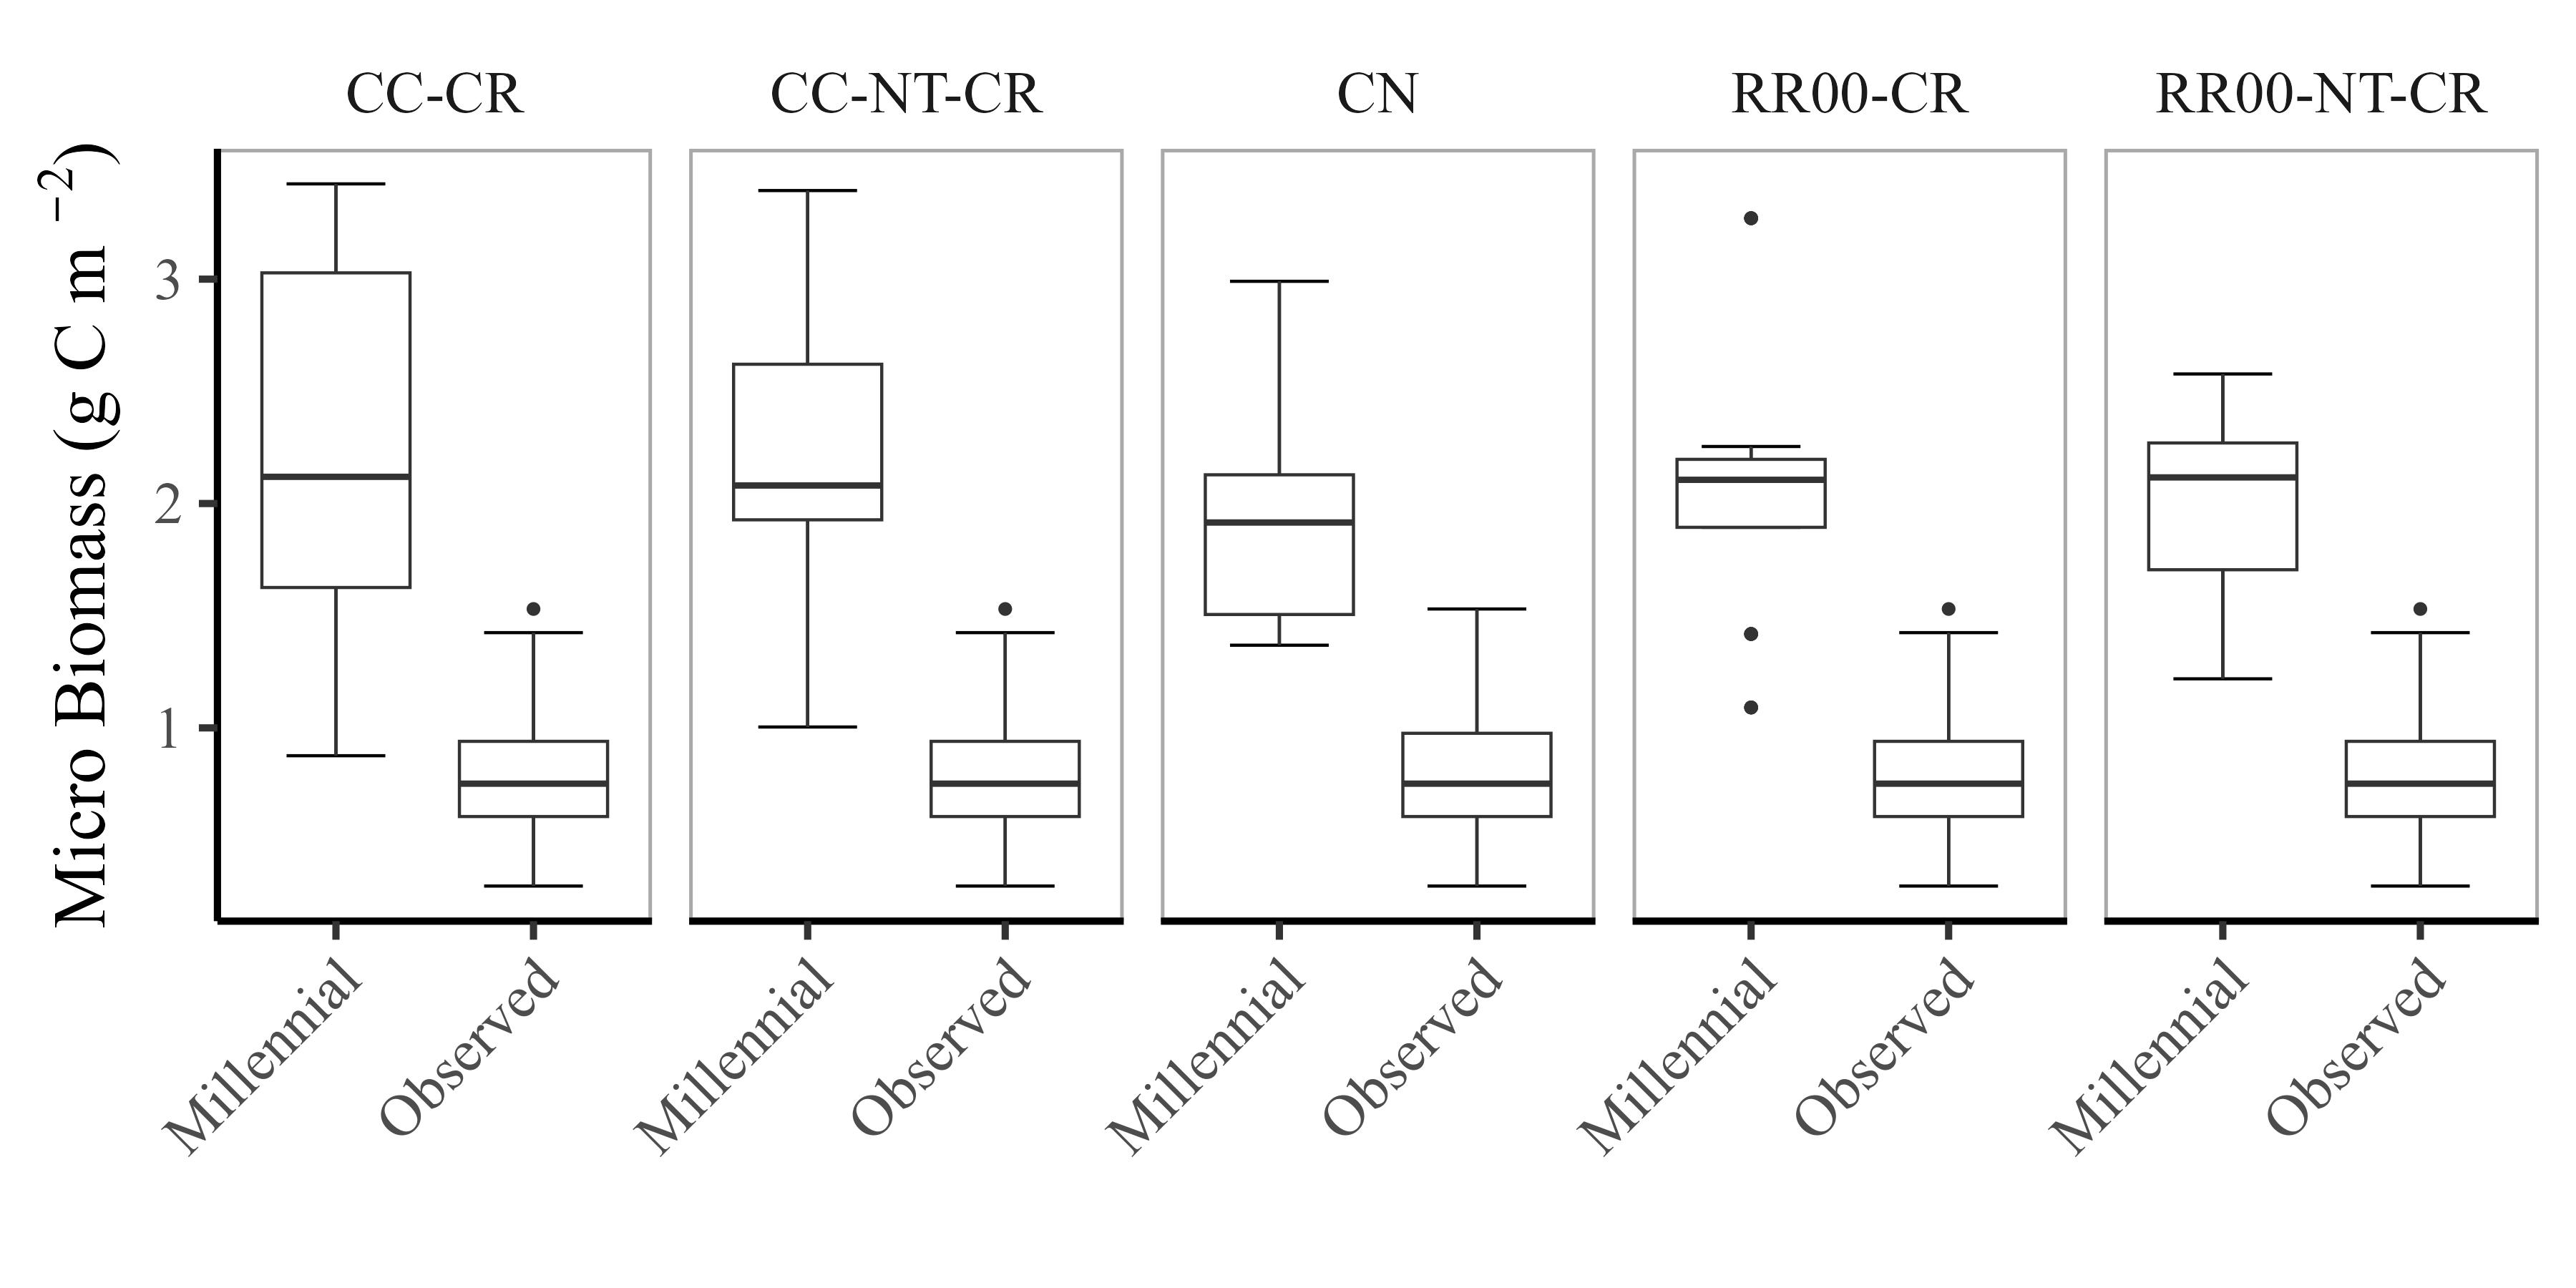 CC-CR
CC-NT-CR
CN
RR00-CR
RR00-NT-CR
Micro Biomass (g C m ⁻²)
3
2
1
Millennial
Observed
Millennial
Observed
Millennial
Observed
Millennial
Observed
Millennial
Observed